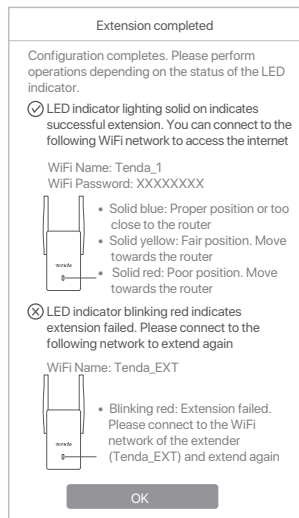 Extension completed
Configuration completes. Please perform
operations depending on the status of the LED
indicator.
LED indicator lighting solid on indicates
successful extension. You can connect to the
following WiFi network to access the internet
WiFi Name: Tenda_1
WiFi Password: XXXXXXXX
• Solid blue: Proper position or too
close to the router
• Solid yellow: Fair position. Move
towards the router
• Solid red: Poor position. Move
towards the router
Tenda
LED indicator blinking red indicates
extension failed. Please connect to the
following network to extend again
WiFi Name: Tenda_EXT
• Blinking red: Extension failed.
Please connect to the WiFi
network of the extender
(Tenda_EXT) and extend again
Tenda
OK